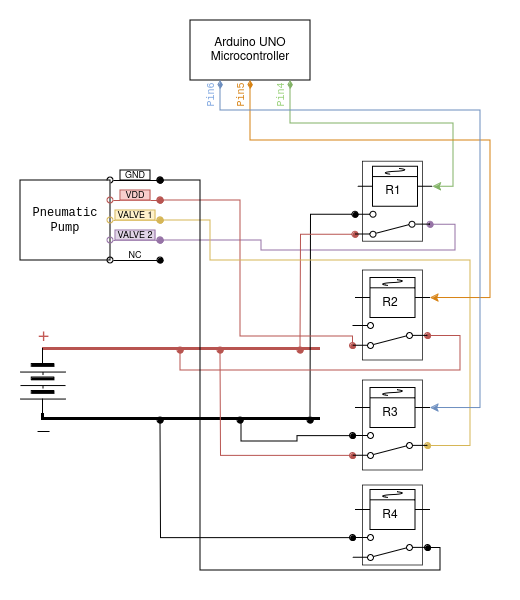 Arduino UNO
Microcontroller
Pin6
Pin5
Pin4
GND
VDD
VALVE 1
VALVE 2
NC
Pneumatic
Pump
R1
R2
R3
R4
+
—